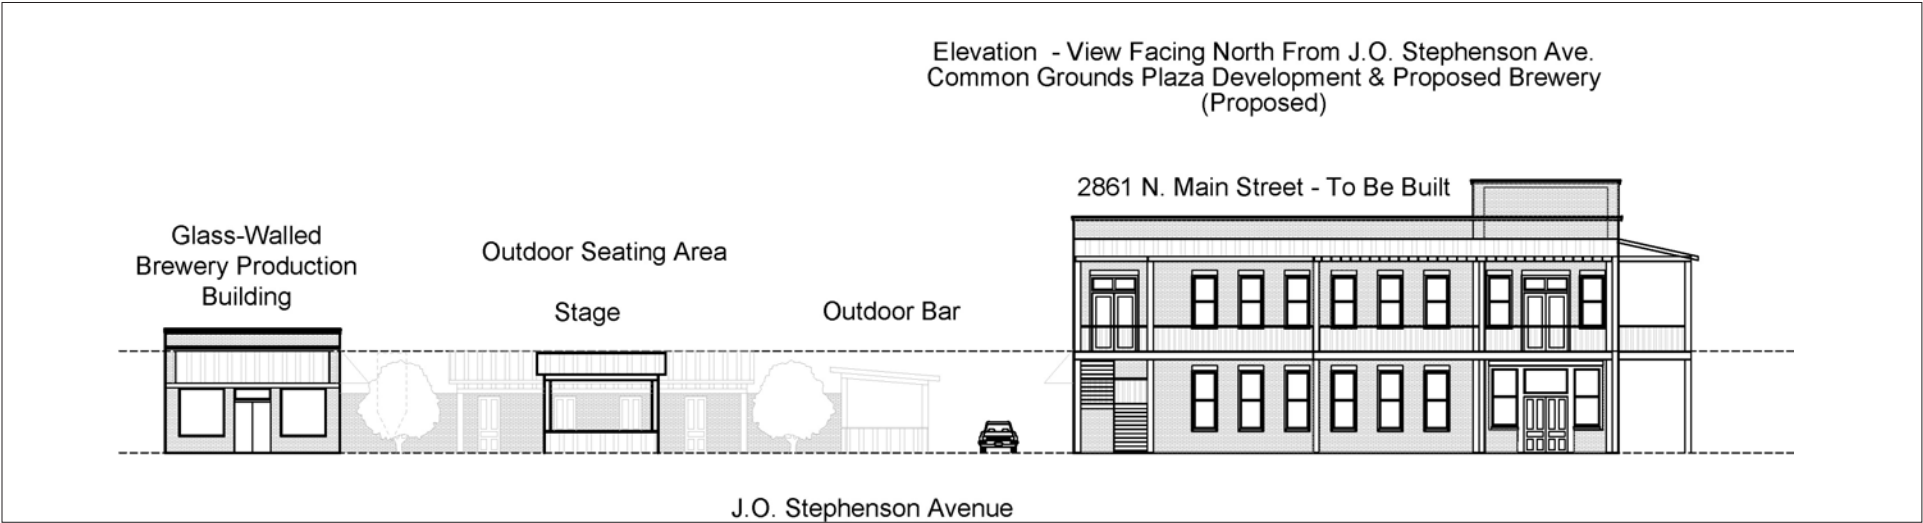 Elevation - View Facing North From J.O. Stephenson Ave.
Common Grounds Plaza Development & Proposed Brewery
(Proposed)
2861 N. Main Street - To Be Built
Glass-Walled
Brewery Production
Building
Outdoor Seating Area
Stage
Outdoor Bar
J.O. Stephenson Avenue